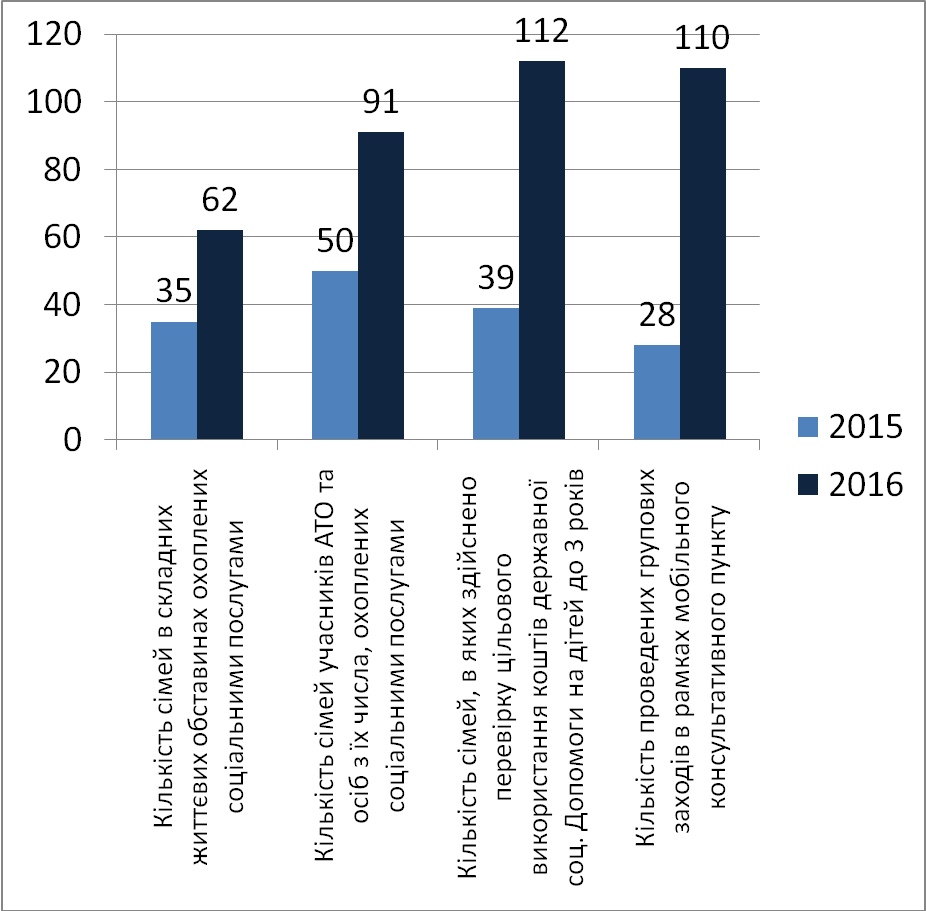 120
100
80
60
40
20
0
35
62
50
91
39
112
28
110
Кількість сімей в складних
життєвих обставинах охоплених
соціальними послугами
Кількість сімей учасників АТО та
осіб з їх числа, охоплених
соціальними послугами
Кількість сімей, в яких здійснено
перевірку цільового
використання коштів державної
соц. Допомоги на дітей до 3 років
Кількість проведених групових
заходів в рамках мобільного
консультативного пункту
2015
2016